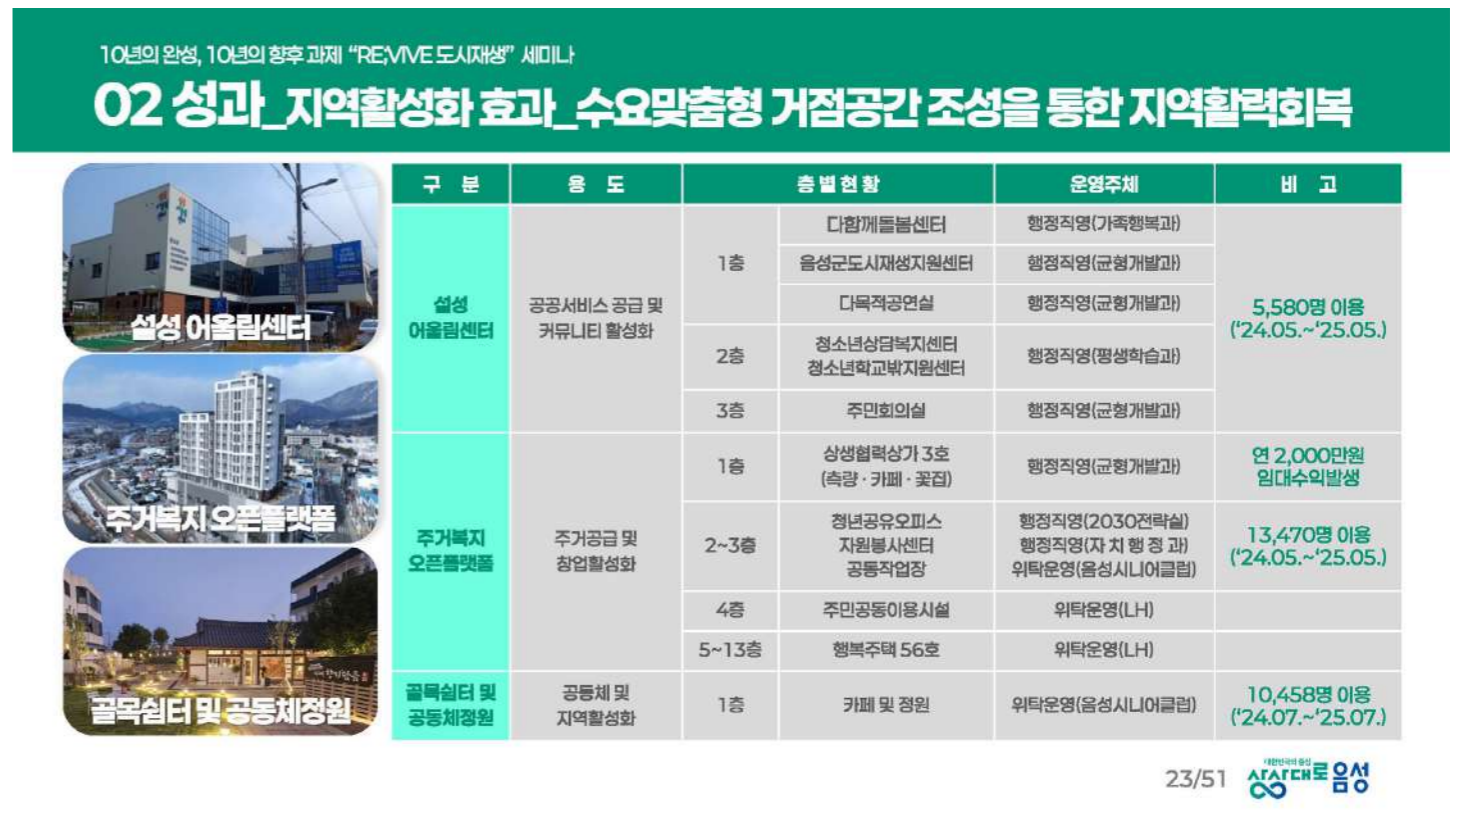 10년의 완성, 10년의 향후 과제 “RE;VIVE 도시재생” 세미나
02 성과_지역활성화 효과_수요맞춤형 거점공간 조성을 통한 지역활력회복
설성 어울림센터
주거복지 오픈플랫폼
골목쉼터 및 공동체정원
구 분
용 도
층별현황
운영주체
비 고
설성
어울림센터
공공서비스 공급 및
커뮤니티 활성화
1층
다함께돌봄센터
행정직영(가족행복과)
음성군도시재생지원센터
행정직영(균형개발과)
다목적공연실
행정직영(균형개발과)
2층
청소년상담복지센터
청소년학교밖지원센터
행정직영(평생학습과)
3층
주민회의실
행정직영(균형개발과)
5,580명 이용
(‘24.05.~‘25.05.)
주거복지
오픈플랫폼
주거공급 및
창업활성화
1층
상생협력상가 3호
(측량 · 카페 · 꽃집)
행정직영(균형개발과)
연 2,000만원
임대수익발생
2~3층
청년공유오피스
자원봉사센터
공동작업장
행정직영(2030전략실)
행정직영(자 치 행 정 과)
위탁운영(음성시니어클럽)
13,470명 이용
(‘24.05.~‘25.05.)
4층
주민공동이용시설
위탁운영(LH)
5~13층
행복주택 56호
위탁운영(LH)
골목쉼터 및
공동체정원
공동체 및
지역활성화
1층
카페 및 정원
위탁운영(음성시니어클럽)
10,458명 이용
(‘24.07.~‘25.07.)
23/51
대한민국의 중심
상상대로 음성